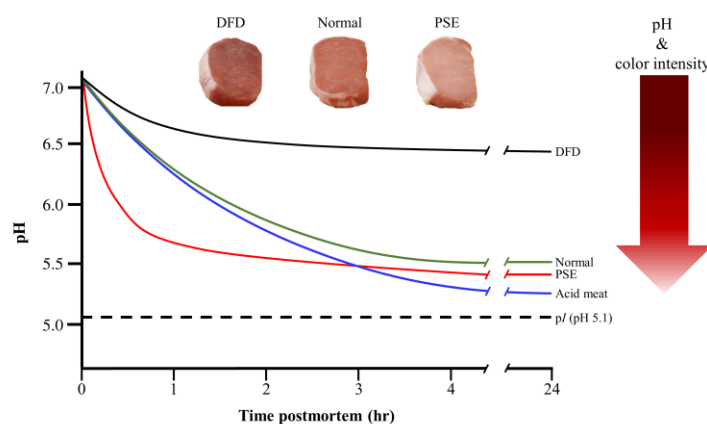 DFD
Normal
PSE
pH
&
color intensity
7.0
6.5
6.0
5.5
5.0
pH
DFD
Normal
PSE
Acid meat
pI (pH 5.1)
0
1
2
3
4
24
Time postmortem (hr)